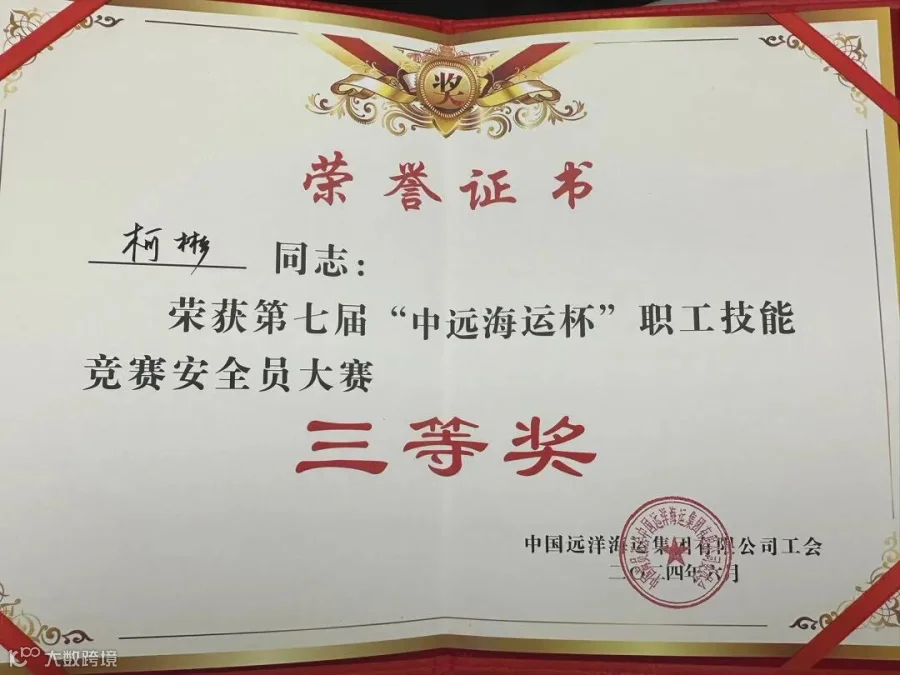 奖
荣誉证书
柯彬 同志：
荣获第七届“中远海运杯”职工技能
竞赛安全员大赛
三等奖
中国远洋海运集团有限公司工会
二〇二四年六月
大数跨境